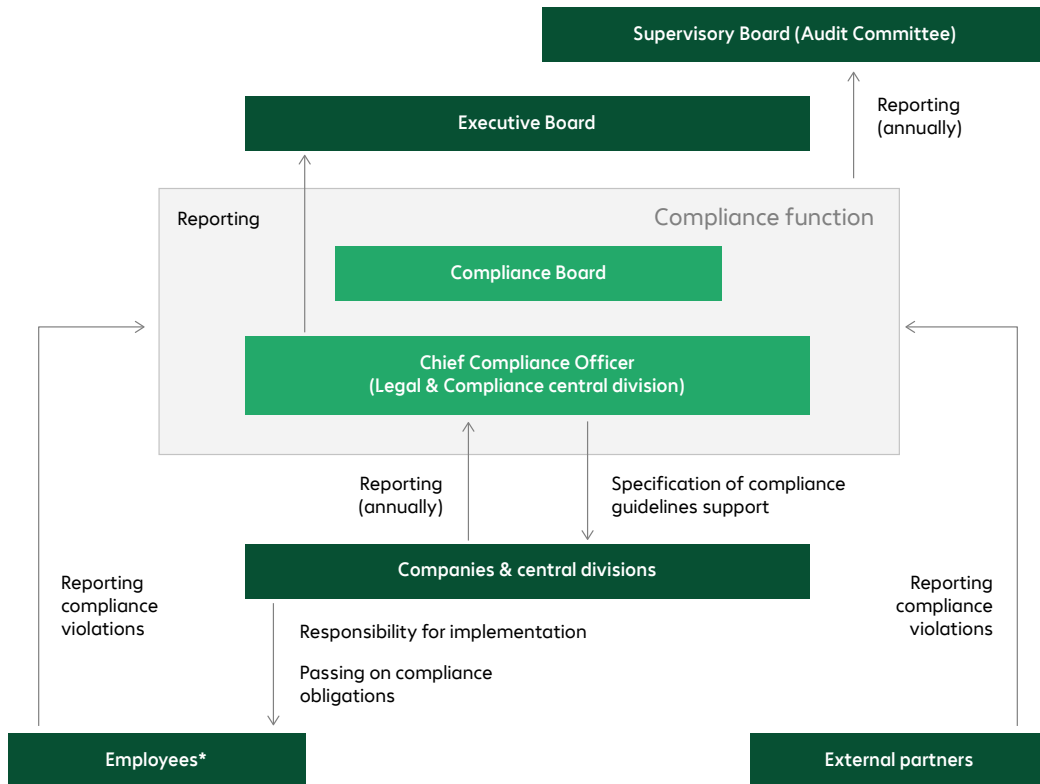 Supervisory Board (Audit Committee)
Reporting
(annually)
Executive Board
Reporting
Compliance function
Compliance Board
Chief Compliance Officer
(Legal & Compliance central division)
Reporting
(annually)
Specification of compliance
guidelines support
Companies & central divisions
Reporting
compliance
violations
Responsibility for implementation
Passing on compliance
obligations
Reporting
compliance
violations
Employees*
External partners